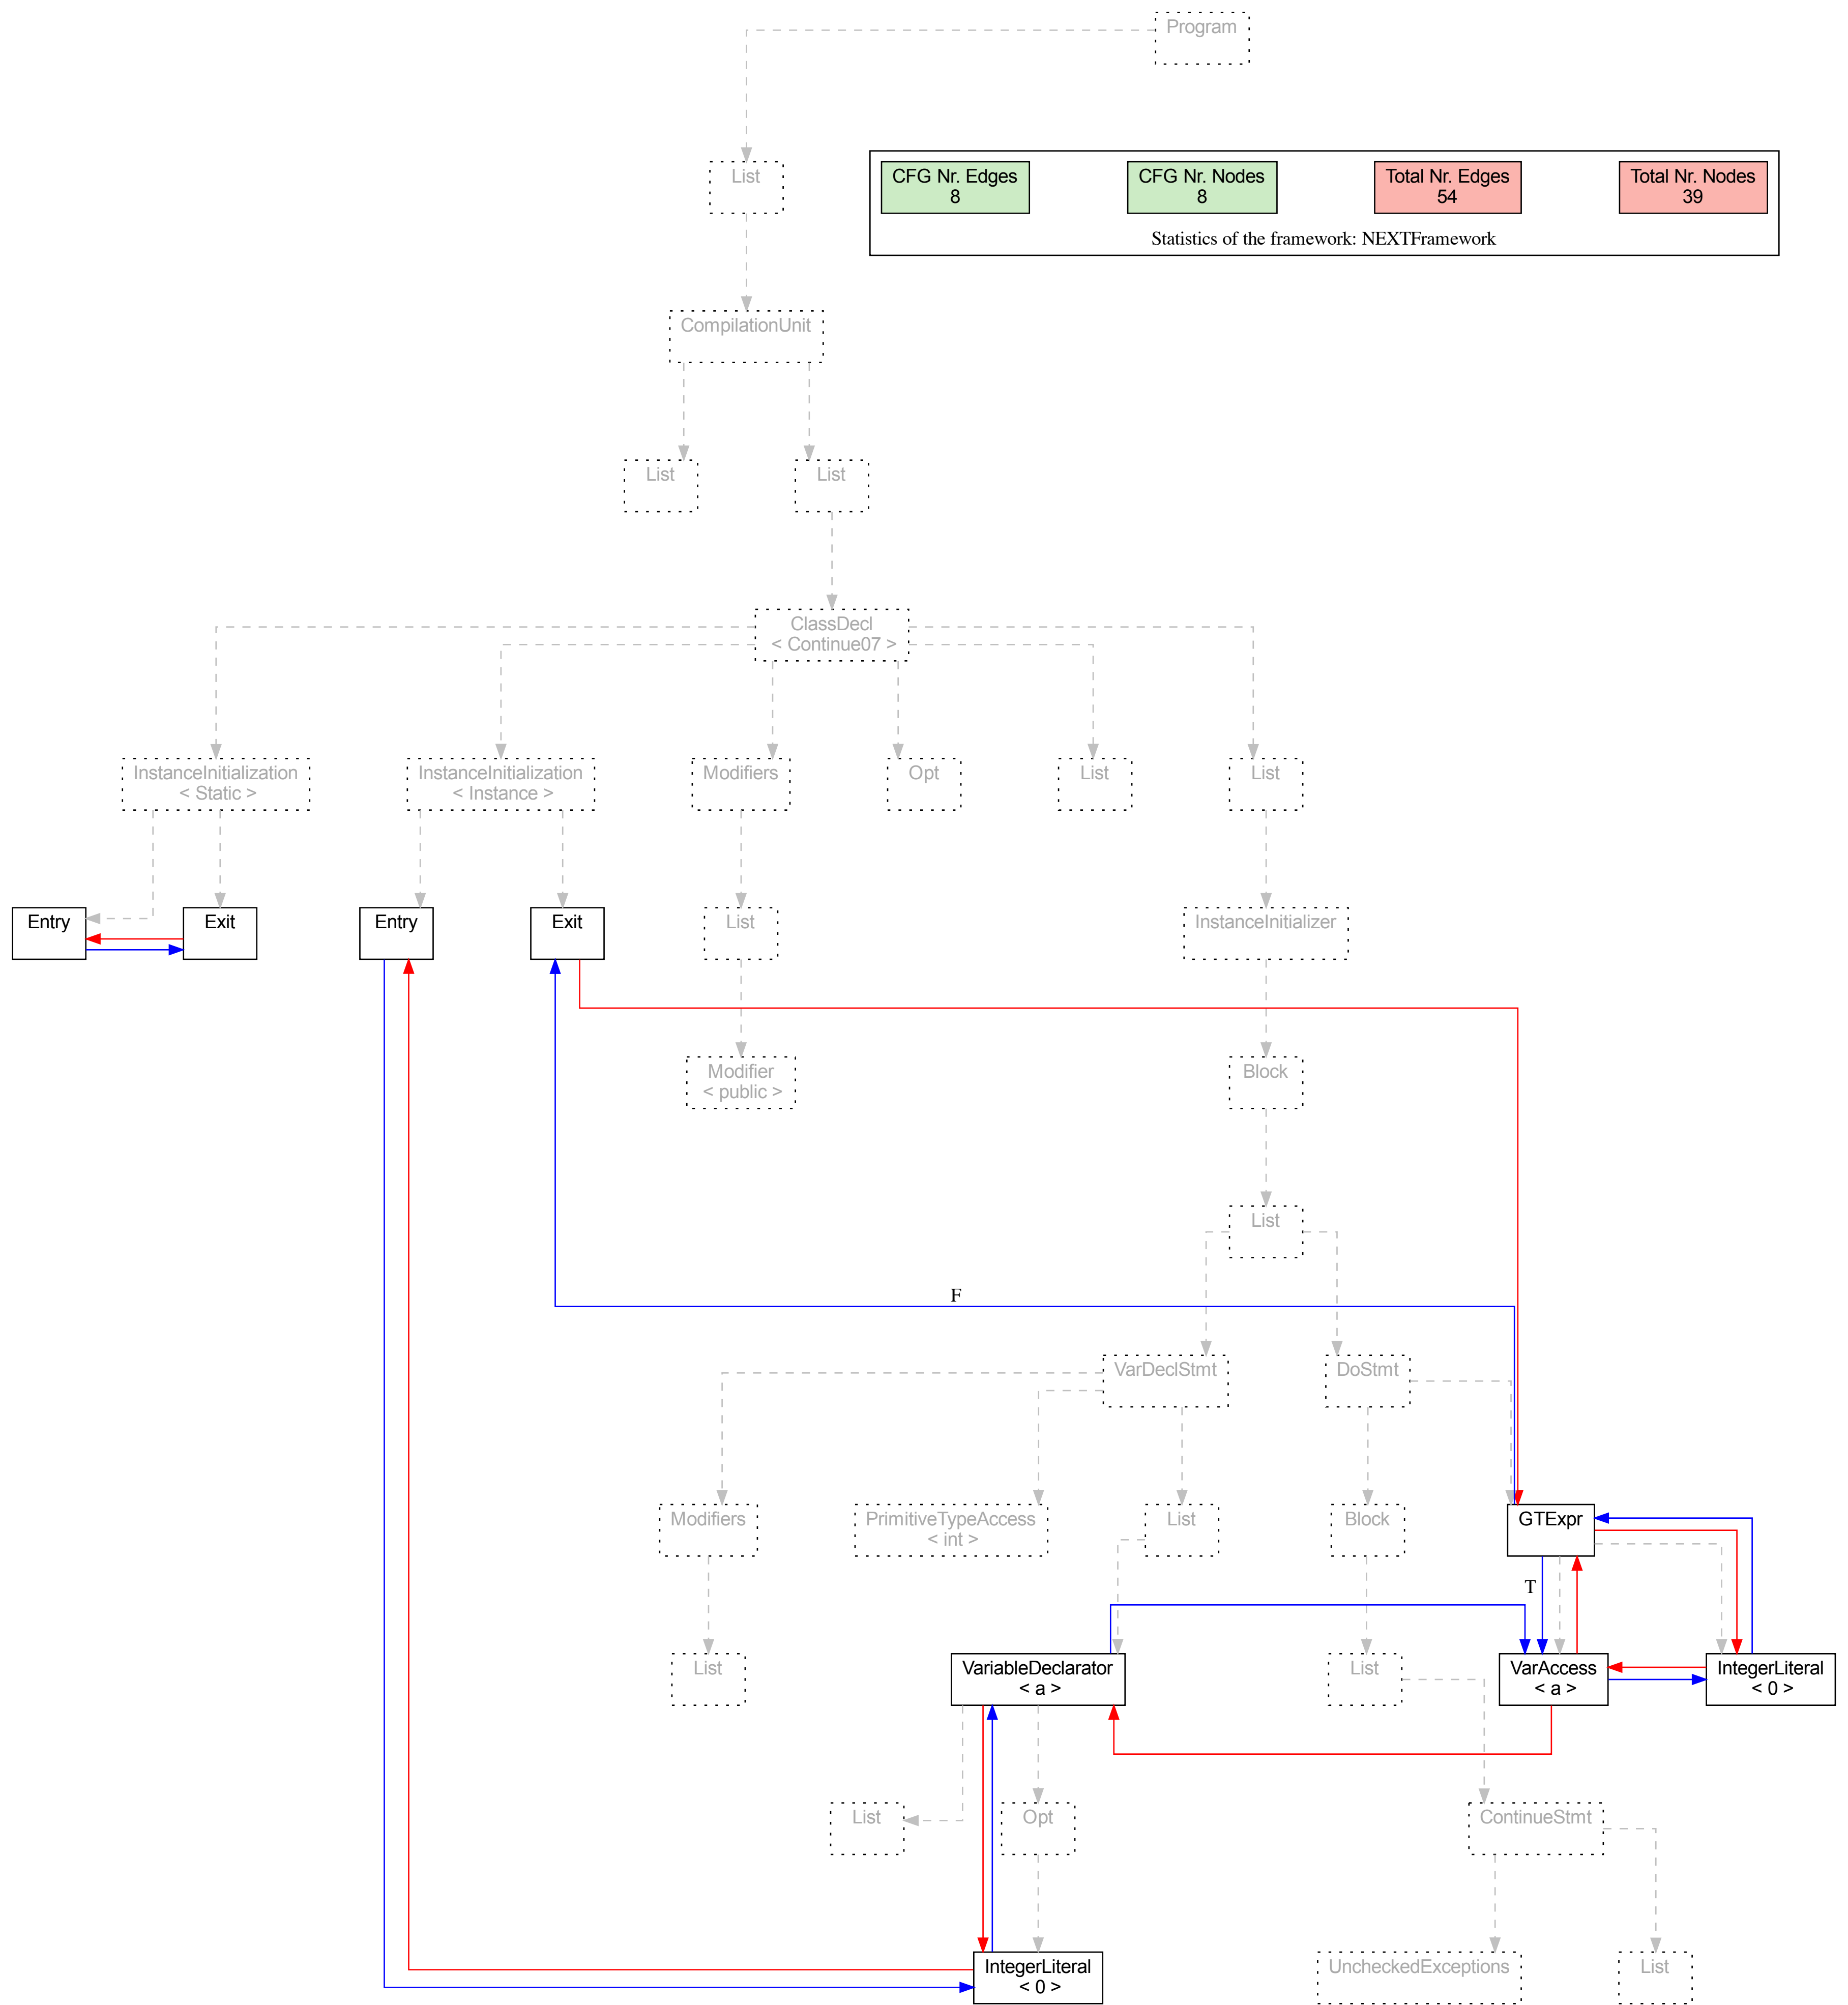 Program
List
CFG Nr. Edges
8
CFG Nr. Nodes
8
Total Nr. Edges
54
Total Nr. Nodes
39
Statistics of the framework: NEXTFramework
CompilationUnit
List
List
ClassDecl
< Continue07 >
InstanceInitialization
< Static >
InstanceInitialization
< Instance >
Modifiers
Opt
List
List
Entry
Exit
Entry
Exit
List
InstanceInitializer
Modifier
< public >
Block
List
F
VarDeclStmt
DoStmt
Modifiers
PrimitiveTypeAccess
< int >
List
Block
GTExpr
T
List
VariableDeclarator
< a >
List
VarAccess
< a >
IntegerLiteral
< 0 >
List
Opt
ContinueStmt
IntegerLiteral
< 0 >
UncheckedExceptions
List